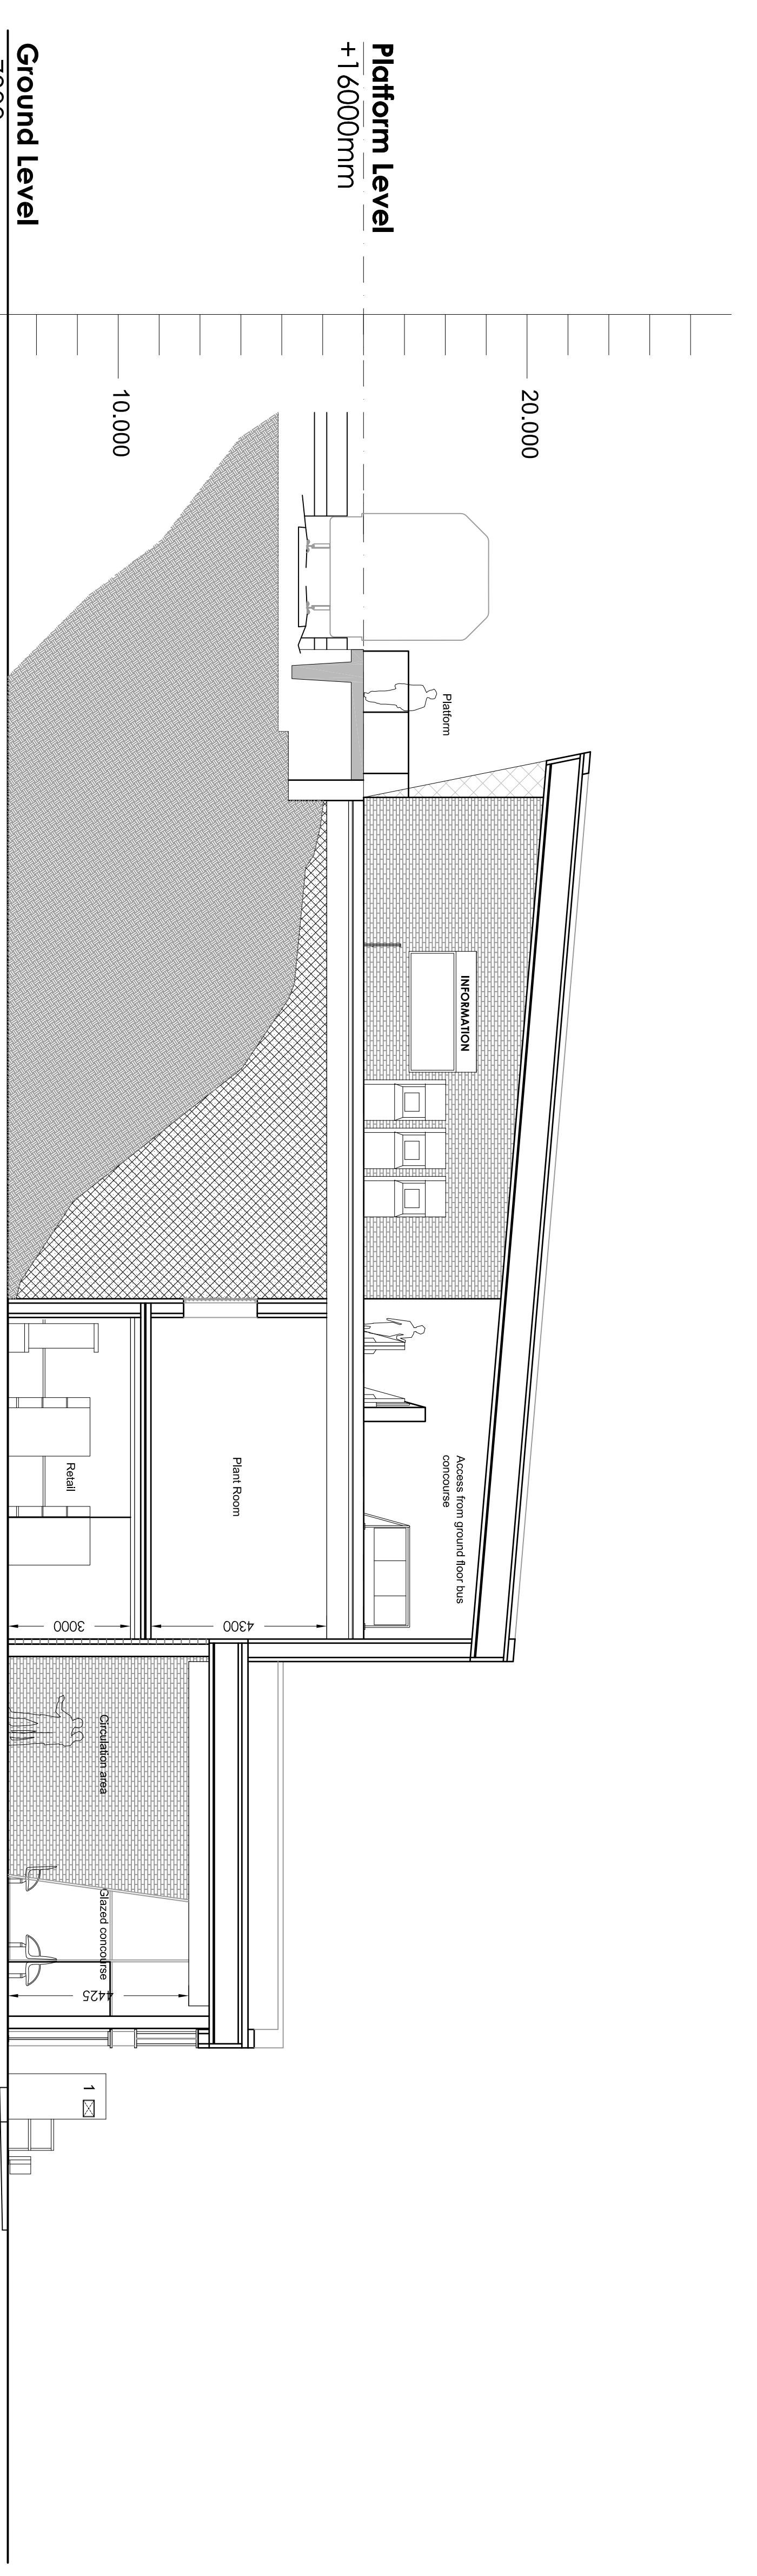 Platform Level
+16000mm
Ground Level
20.000
10.000
Platform
INFORMATION
Access from ground floor bus
concourse
Plant Room
4300
Retail
3000
Circulation area
Glazed concourse
4425
1